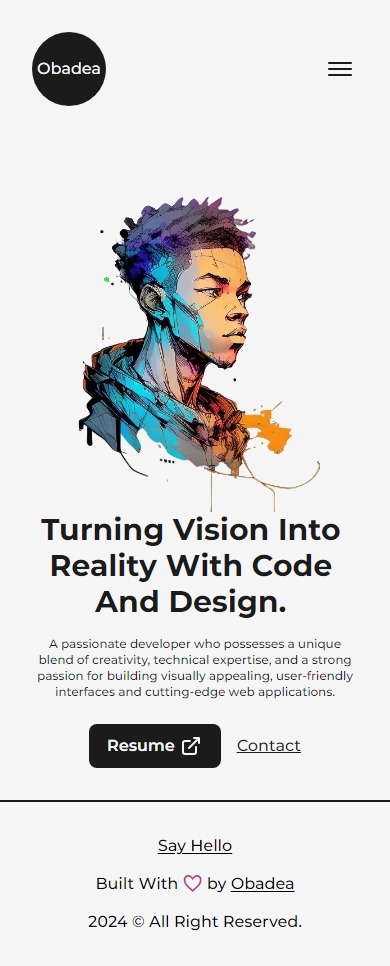 Obadea
Turning Vision Into
Reality With Code
And Design.
A passionate developer who possesses a unique
blend of creativity, technical expertise, and a strong
passion for building visually appealing, user-friendly
interfaces and cutting-edge web applications.
Resume Contact
Say Hello
Built With by Obadea
2024 © All Right Reserved.